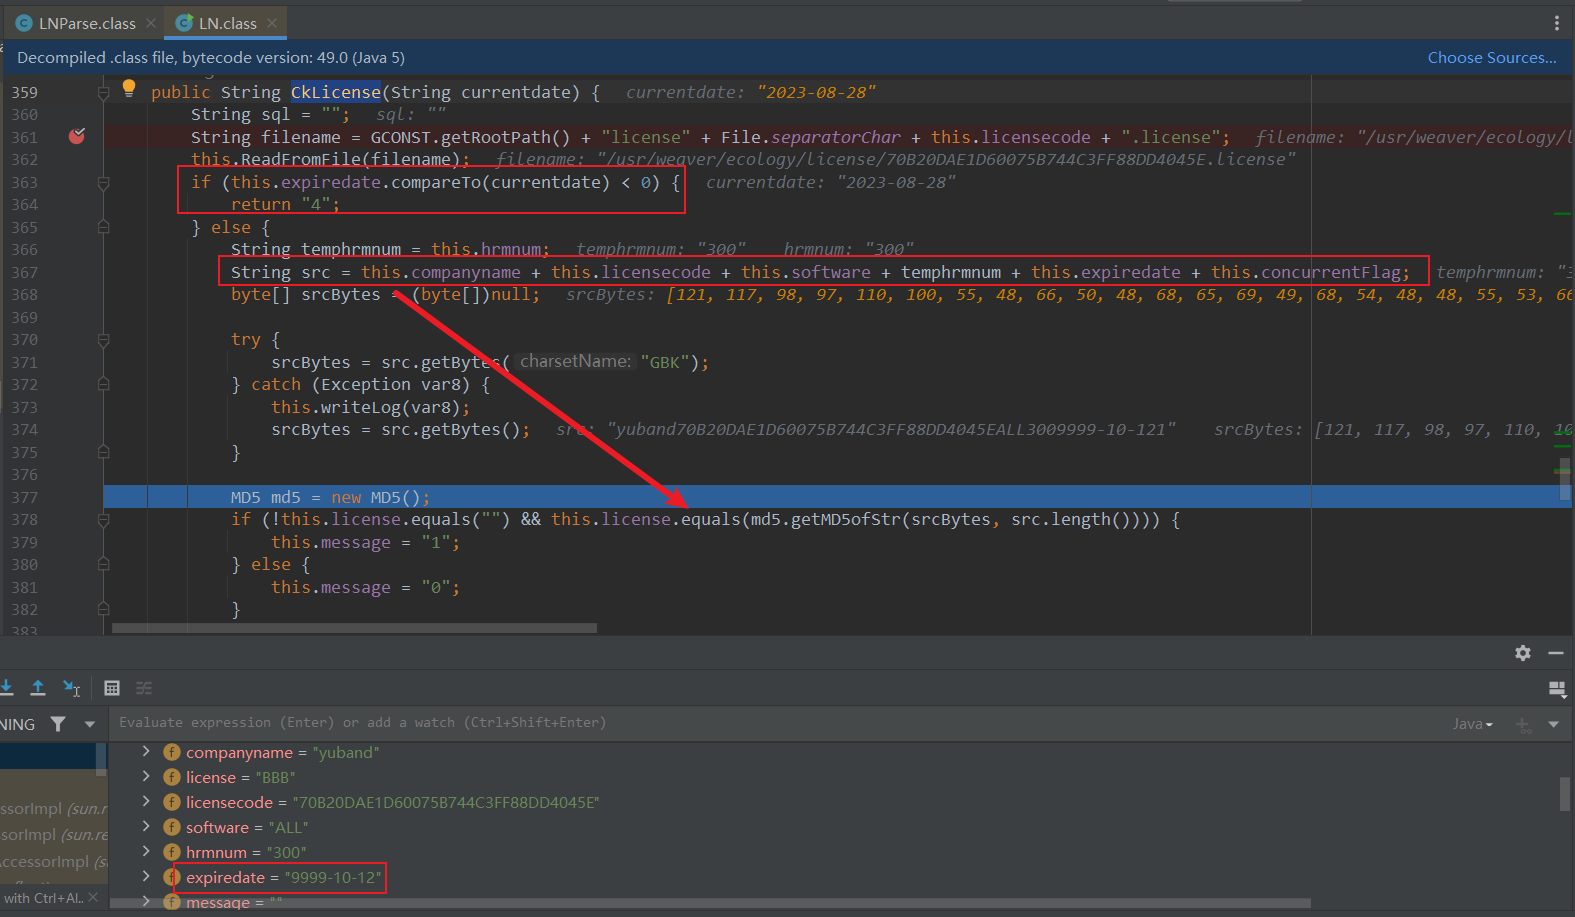 LNParse.class
LN.class
Decompiled .class file, bytecode version: 49.0 (Java 5)
Choose Sources...
359 public String CkLicense(String currentdate) { currentdate: "2023-08-28"
360 String sql = ""; sql: ""
361 String filename = GCONST.getRootPath() + "license" + File.separatorChar + this.licensecode + ".license"; filename: "/usr/weaver/ecology/l
362 this.ReadFromFile(filename); filename: "/usr/weaver/ecology/license/70B20DAE1D60075B744C3FF88DD4045E.license"
363 if (this.expiredate.compareTo(currentdate) < 0) { currentdate: "2023-08-28"
364 return "4";
365 } else {
366 String temphrmnum = this.hrmnum; temphrmnum: "300" hrmnum: "300"
367 String src = this.companyname + this.licensecode + this.software + temphrmnum + this.expiredate + this.concurrentFlag; temphrmnum: "3
368 byte[] srcBytes = (byte[])null; srcBytes: [121, 117, 98, 97, 110, 100, 55, 48, 66, 50, 48, 68, 65, 69, 49, 68, 54, 48, 48, 55, 53, 66
369
370 try {
371 srcBytes = src.getBytes( charsetName: "GBK");
372 } catch (Exception var8) {
373 this.writeLog(var8);
374 srcBytes = src.getBytes(); src: "yuband70B20DAE1D60075B744C3FF88DD4045EALL3009999-10-121" srcBytes: [121, 117, 98, 97, 110, 10
375 }
376
377 MD5 md5 = new MD5();
378 if (!this.license.equals("") && this.license.equals(md5.getMD5ofStr(srcBytes, src.length()))) {
379 this.message = "1";
380 } else {
381 this.message = "0";
382 }
383
NING
Evaluate expression (Enter) or add a watch (Ctrl+Shift+Enter)
Java
companyname = "yuband"
license = "BBB"
licensecode = "70B20DAE1D60075B744C3FF88DD4045E"
software = "ALL"
hrmnum = "300"
expiredate = "9999-10-12"
message = ""
ssorImpl (sun.r
sorImpl (sun.re
ccessorImpl (s
with Ctrl+Al..